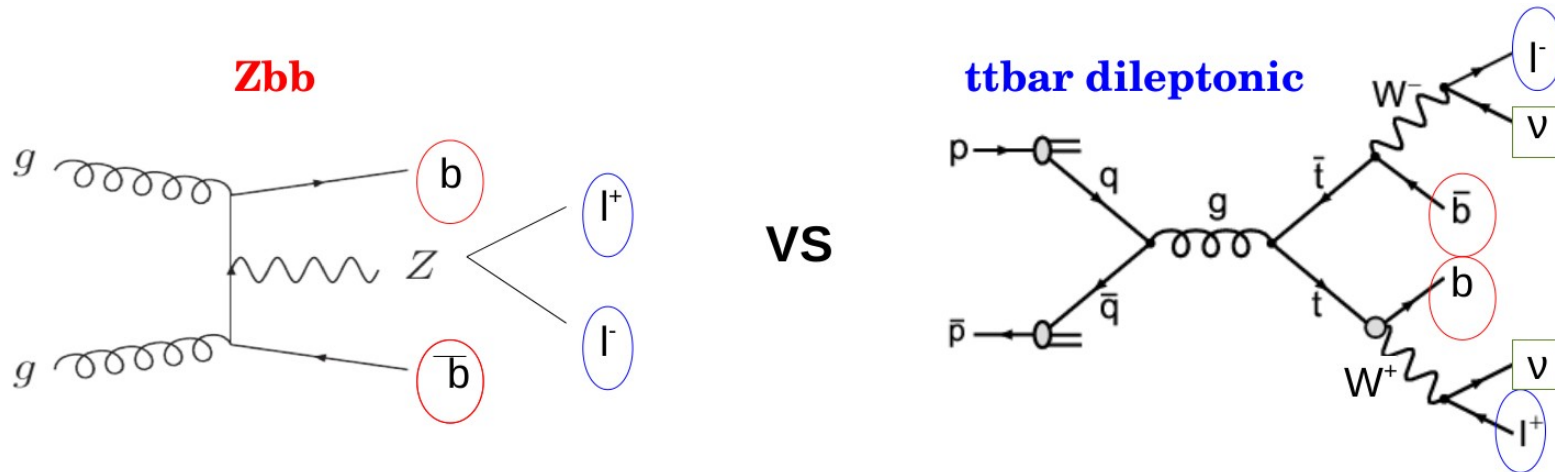 Zbb
g
b
Z
l+
l-
g
b̅
VS
ttbar dileptonic
p
q
g
p̅
q̅
t̅
t
W-
l-
ν
b̅
b
W+
ν
l+